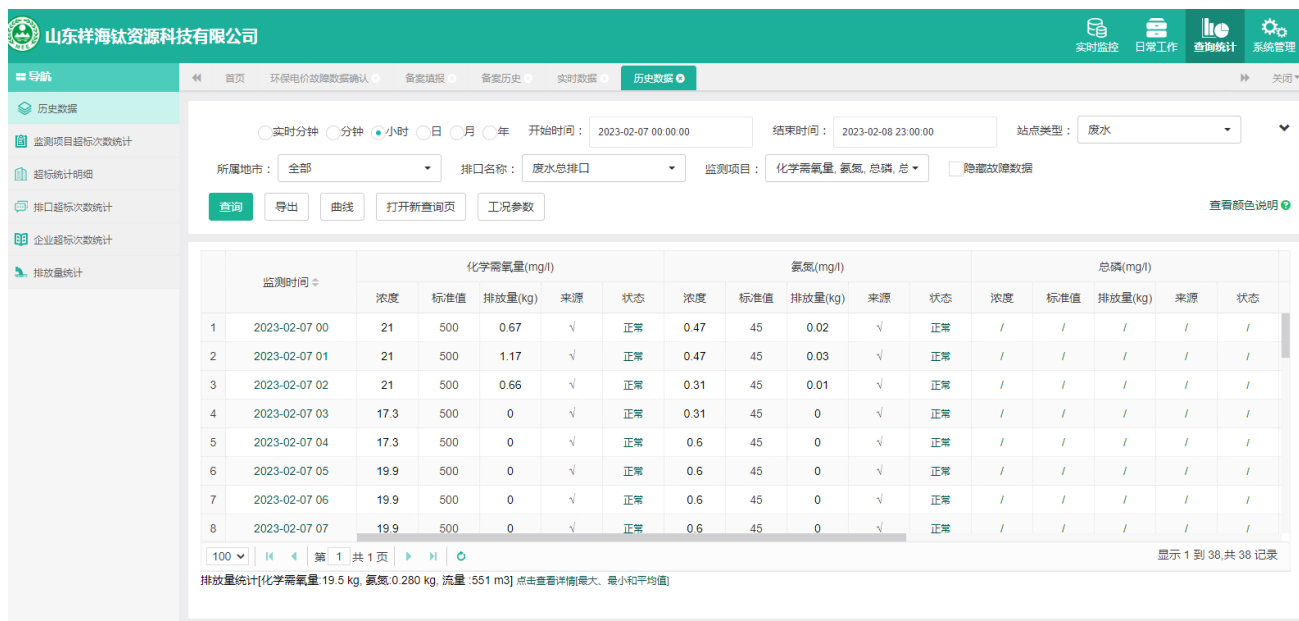 山东祥海钛资源科技有限公司
实时监控 日常工作 查询统计 系统管理
导航 首页 环保电价故障数据确认 备案填报 备案历史 实时数据 历史数据 关闭
历史数据
监测项目超标次数统计
超标统计明细
排口超标次数统计
企业超标次数统计
排放量统计
实时分钟 分钟 小时 日 月 年 开始时间： 2023-02-07 00:00:00 结束时间： 2023-02-08 23:00:00 站点类型： 废水
所属地市： 全部 排口名称： 废水总排口 监测项目： 化学需氧量, 氨氮, 总磷, 总 隐藏故障数据
查询 导出 曲线 打开新查询页 工况参数 查看颜色说明
监测时间 化学需氧量(mg/l) 氨氮(mg/l) 总磷(mg/l)
浓度 标准值 排放量(kg) 来源 状态 浓度 标准值 排放量(kg) 来源 状态 浓度 标准值 排放量(kg) 来源 状态
1 2023-02-07 00 21 500 0.67 √ 正常 0.47 45 0.02 √ 正常 / / / / /
2 2023-02-07 01 21 500 1.17 √ 正常 0.47 45 0.03 √ 正常 / / / / /
3 2023-02-07 02 21 500 0.66 √ 正常 0.31 45 0.01 √ 正常 / / / / /
4 2023-02-07 03 17.3 500 0 √ 正常 0.31 45 0 √ 正常 / / / / /
5 2023-02-07 04 17.3 500 0 √ 正常 0.6 45 0 √ 正常 / / / / /
6 2023-02-07 05 19.9 500 0 √ 正常 0.6 45 0 √ 正常 / / / / /
7 2023-02-07 06 19.9 500 0 √ 正常 0.6 45 0 √ 正常 / / / / /
8 2023-02-07 07 19.9 500 0 √ 正常 0.6 45 0 √ 正常 / / / / /
100 第 1 共 1 页 显示 1 到 38,共 38 记录
排放量统计[化学需氧量:19.5 kg, 氨氮:0.280 kg, 流量 :551 m3] 点击查看详情[最大、最小和平均值]